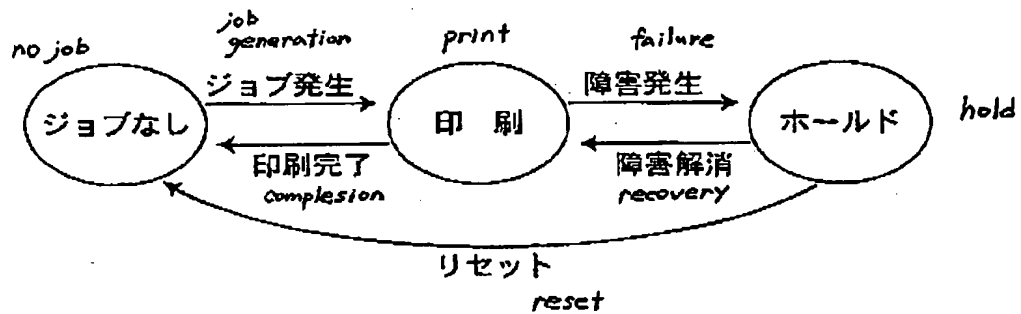 no job
job
generation
print
failure
ジョブ発生
障害発生
ジョブなし
印 刷
ホールド
hold
印刷完了
complesion
障害解消
recovery
リセット
reset